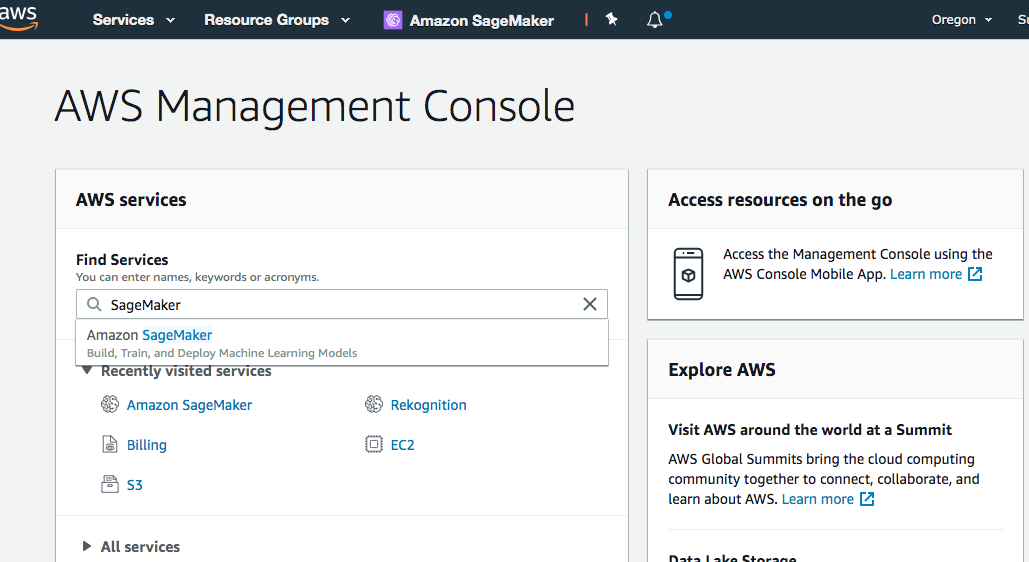 aws
Services
Resource Groups
Amazon SageMaker
Oregon
AWS Management Console
AWS services
Find Services
You can enter names, keywords or acronyms.
SageMaker
Amazon SageMaker
Build, Train, and Deploy Machine Learning Models
Recently visited services
Amazon SageMaker
Rekognition
Billing
EC2
S3
All services
Access resources on the go
Access the Management Console using the
AWS Console Mobile App. Learn more
Explore AWS
Visit AWS around the world at a Summit
AWS Global Summits bring the cloud computing
community together to connect, collaborate, and
learn about AWS. Learn more
Data Lake Storage